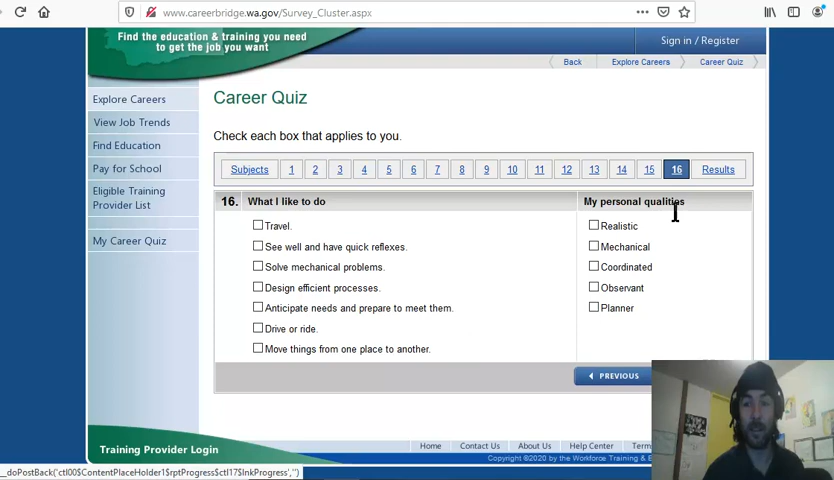 www.careerbridge.wa.gov/Survey_Cluster.aspx
Find the education & training you need
to get the job you want
Sign in / Register
Back
Explore Careers
Career Quiz
Explore Careers
View Job Trends
Find Education
Pay for School
Eligible Training
Provider List
My Career Quiz
Career Quiz
Check each box that applies to you.
Subjects 1 2 3 4 5 6 7 8 9 10 11 12 13 14 15 16 Results
16. What I like to do
Travel.
See well and have quick reflexes.
Solve mechanical problems.
Design efficient processes.
Anticipate needs and prepare to meet them.
Drive or ride.
Move things from one place to another.
My personal qualities
Realistic
Mechanical
Coordinated
Observant
Planner
PREVIOUS
Training Provider Login
Home Contact Us About Us Help Center
Copyright ©2020 by the Workforce Training &
__doPostBack('ctl00$ContentPlaceHolder1$rptProgress$ctl17$lnkProgress','')